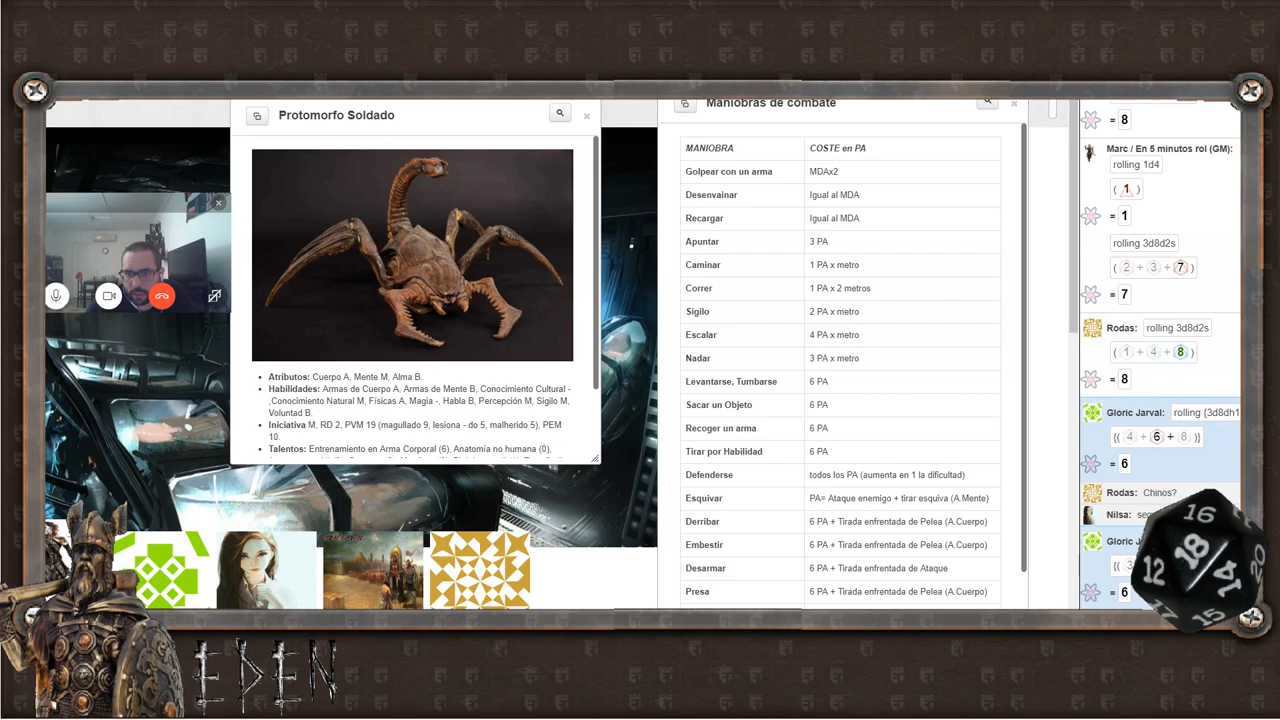 Protomorfo Soldado
Atributos: Cuerpo A, Mente M, Alma B.
Habilidades: Armas de Cuerpo A, Armas de Mente B, Conocimiento Cultural -
,Conocimiento Natural M, Físicas A, Magia -, Habla B, Percepción M, Sigilo M,
Voluntad B.
Iniciativa M, RD 2, PVM 19 (magullado 9, lesiona - do 5, malherido 5), PEM
10.
Talentos: Entrenamiento en Arma Corporal (6), Anatomía no humana (0),
Maniobras de combate
MANIOBRA COSTE en PA
Golpear con un arma MDAx2
Desenvainar Igual al MDA
Recargar Igual al MDA
Apuntar 3 PA
Caminar 1 PA x metro
Correr 1 PA x 2 metros
Sigilo 2 PA x metro
Escalar 4 PA x metro
Nadar 3 PA x metro
Levantarse, Tumbarse 6 PA
Sacar un Objeto 6 PA
Recoger un arma 6 PA
Tirar por Habilidad 6 PA
Defenderse todos los PA (aumenta en 1 la dificultad)
Esquivar PA= Ataque enemigo + tirar esquiva (A.Mente)
Derribar 6 PA + Tirada enfrentada de Pelea (A.Cuerpo)
Embestir 6 PA + Tirada enfrentada de Pelea (A.Cuerpo)
Desarmar 6 PA + Tirada enfrentada de Ataque
Presa 6 PA + Tirada enfrentada de Pelea (A.Cuerpo)
= 8
Marc / En 5 minutos rol (GM):
rolling 1d4
( 1 )
= 1
rolling 3d8d2s
( 2 + 3 + 7 )
= 7
Rodas: rolling 3d8d2s
( 1 + 4 + 8 )
= 8
Gloric Jarval: rolling {3d8dh1
{( 4 + 6 + 8 )}
= 6
Rodas: Chinos?
Nilsa:
Gloric
= 6
16
18
12
14
20
17
15
EDEN